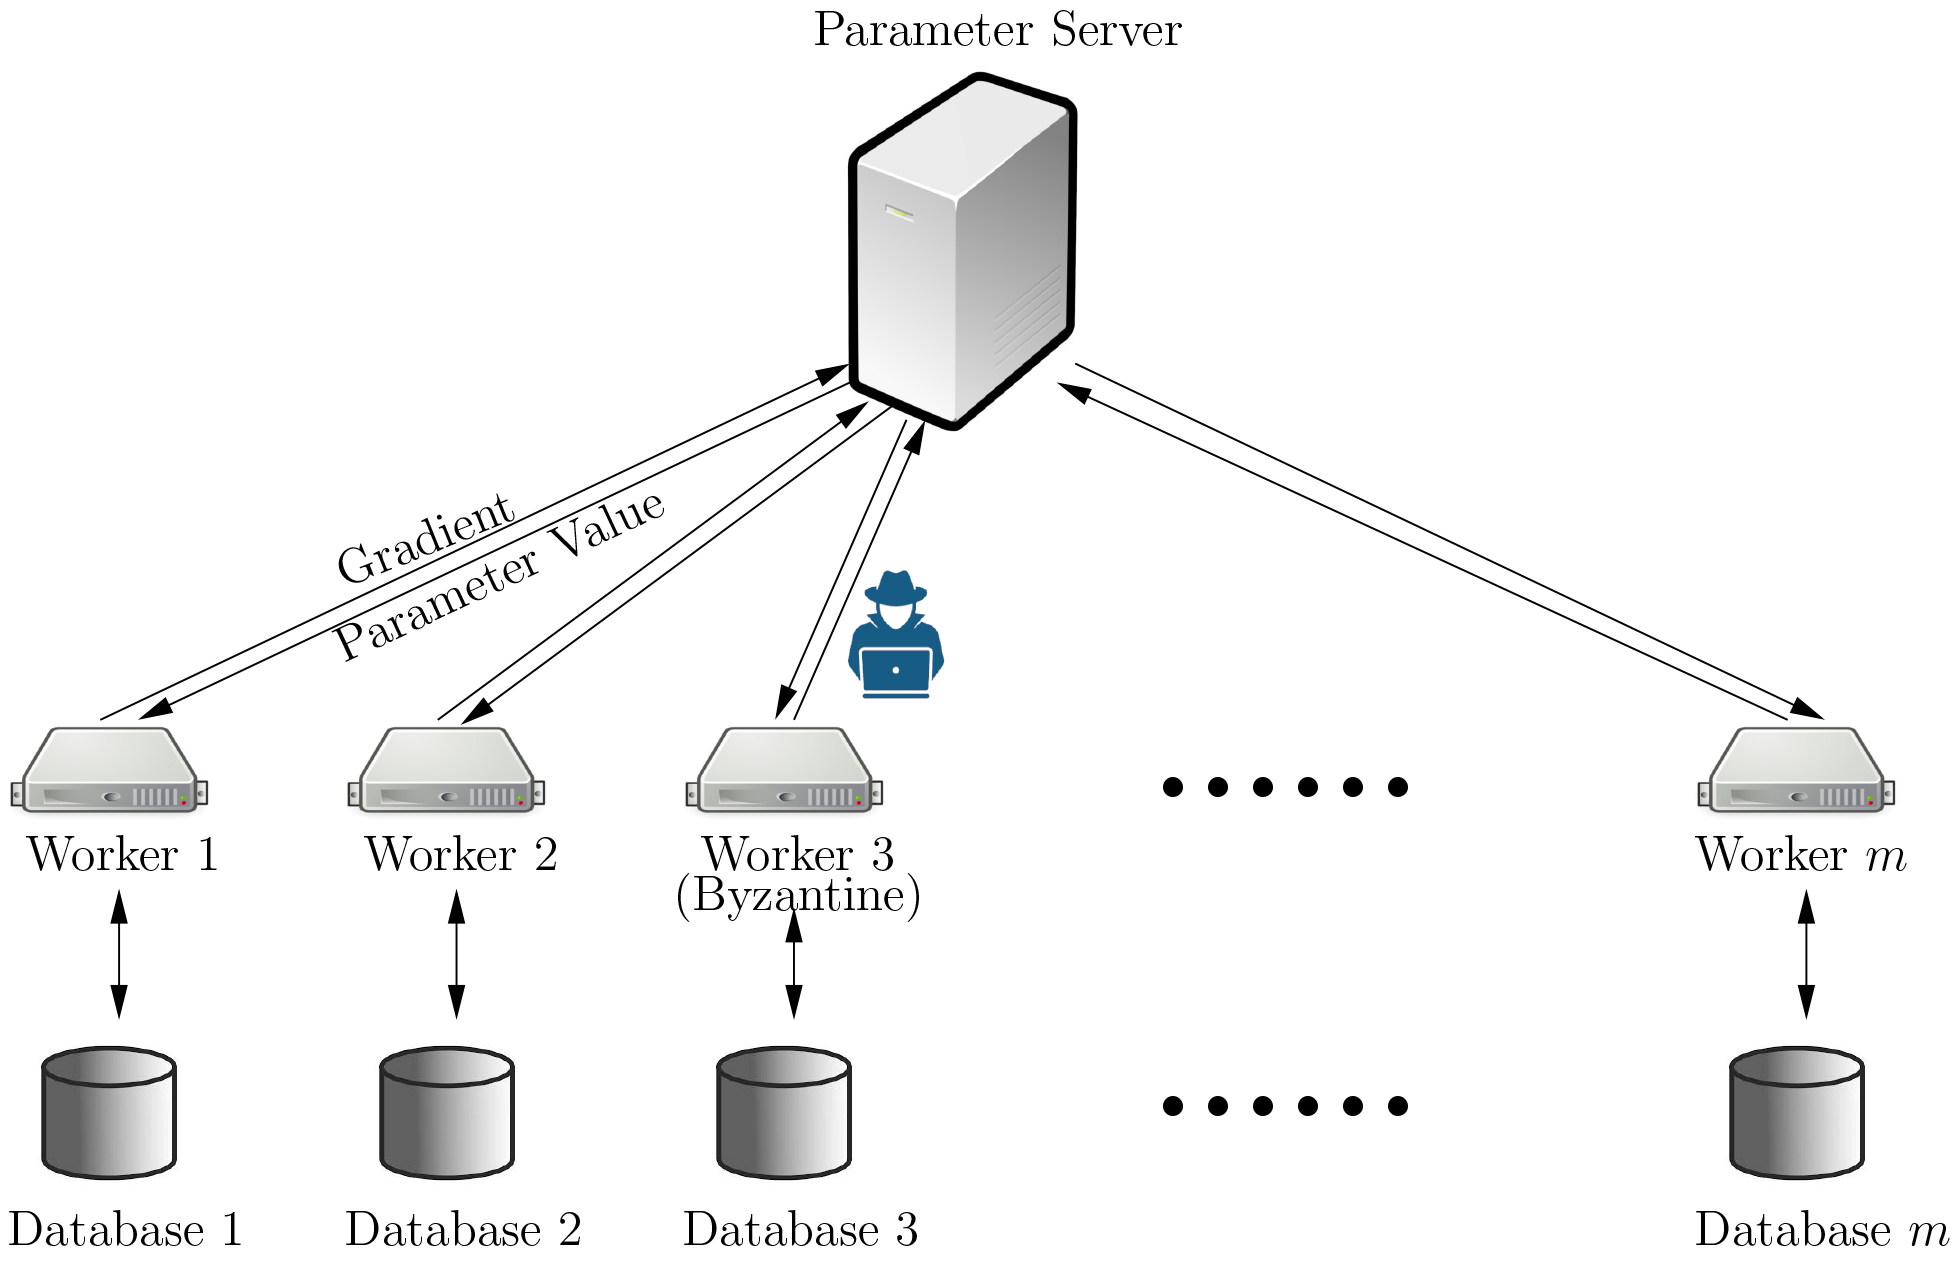 Parameter Server
Gradient
Parameter Value
Worker 1
Worker 2
Worker 3
(Byzantine)
Worker m
Database 1
Database 2
Database 3
Database m